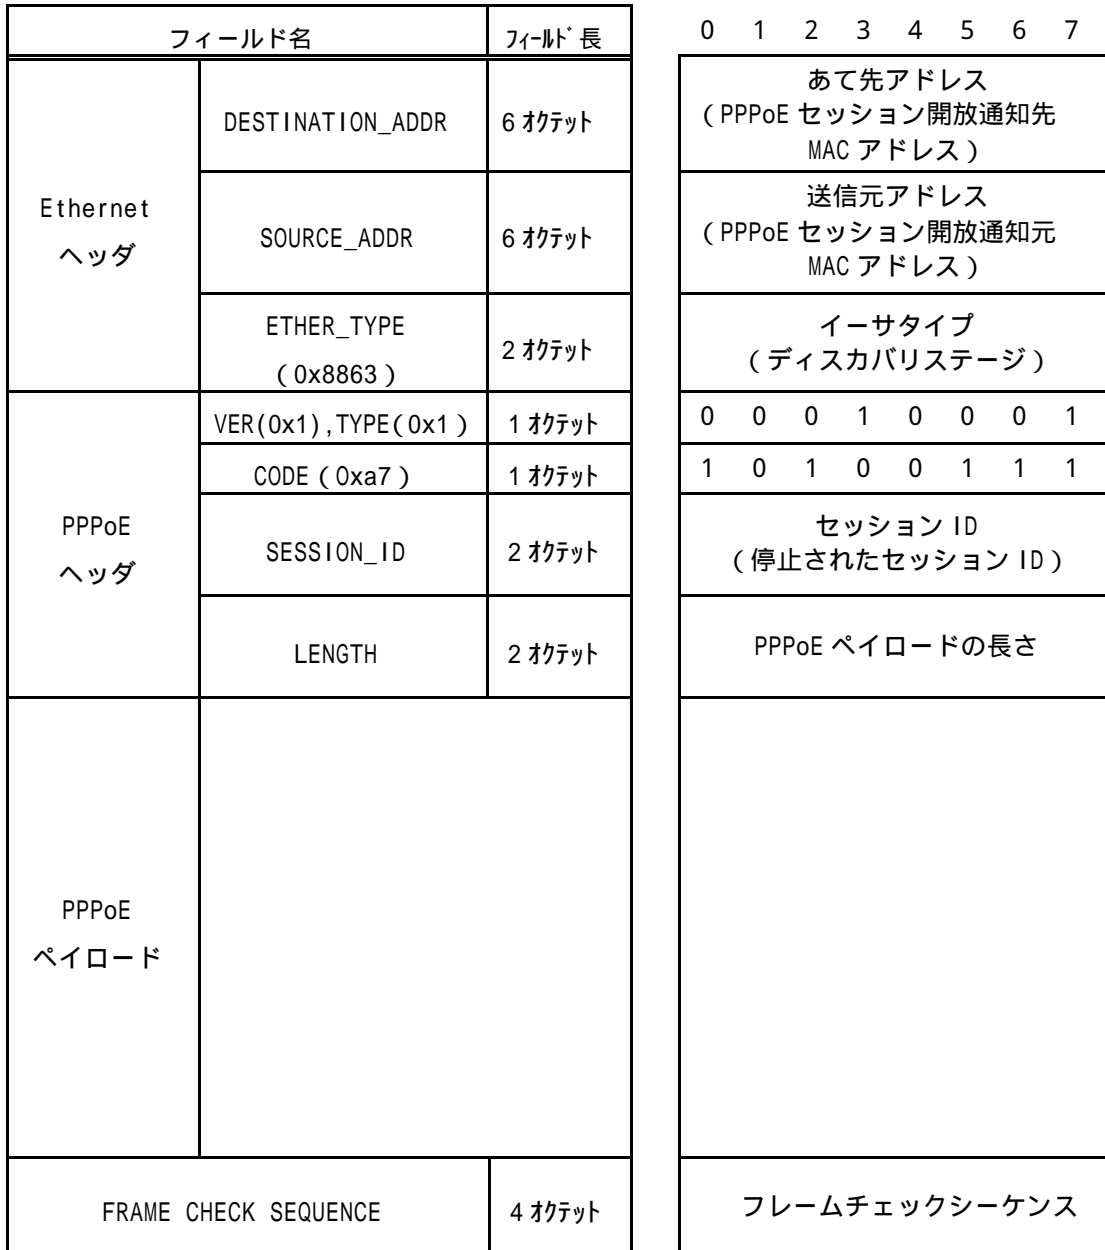 フィールド名 ﾌｨｰﾙﾄﾞ長 0 1 2 3 4 5 6 7
Ethernet
ヘッダ
DESTINATION_ADDR 6 ｵｸﾃｯﾄ
あて先アドレス
(PPPoE セッション開放通知先
MAC アドレス)
SOURCE_ADDR 6 ｵｸﾃｯﾄ
送信元アドレス
(PPPoE セッション開放通知元
MAC アドレス)
ETHER_TYPE
(0x8863)
2 ｵｸﾃｯﾄ
イーサタイプ
(ディスカバリステージ)
PPPoE
ヘッダ
VER(0x1),TYPE(0x1) 1 ｵｸﾃｯﾄ 0 0 0 1 0 0 0 1
CODE(0xa7) 1 ｵｸﾃｯﾄ 1 0 1 0 0 1 1 1
SESSION_ID 2 ｵｸﾃｯﾄ
セッション ID
(停止されたセッション ID)
LENGTH 2 ｵｸﾃｯﾄ PPPoE ペイロードの長さ
PPPoE
ペイロード
FRAME CHECK SEQUENCE 4 ｵｸﾃｯﾄ フレームチェックシーケンス